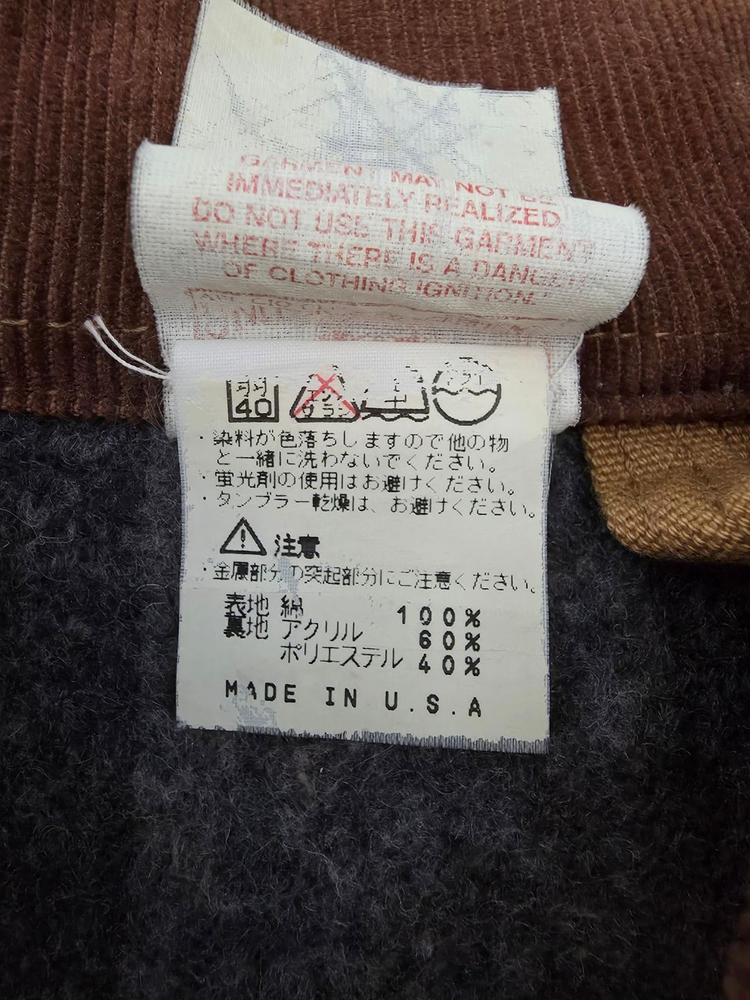 GARMENT MAY NOT BE
IMMEDIATELY REALIZED
DO NOT USE THIS GARMENT
WHERE THERE IS A DANGER
OF CLOTHING IGNITION.
40
・染料が色落ちしますので他の物
と一緒に洗わないでください。
・蛍光剤の使用はお避けください。
・タンブラー乾燥は、お避けください。
注意
・金属部分の突起部分にご注意ください。
表地 綿 100%
裏地 アクリル 60%
ポリエステル 40%
MADE IN U.S.A